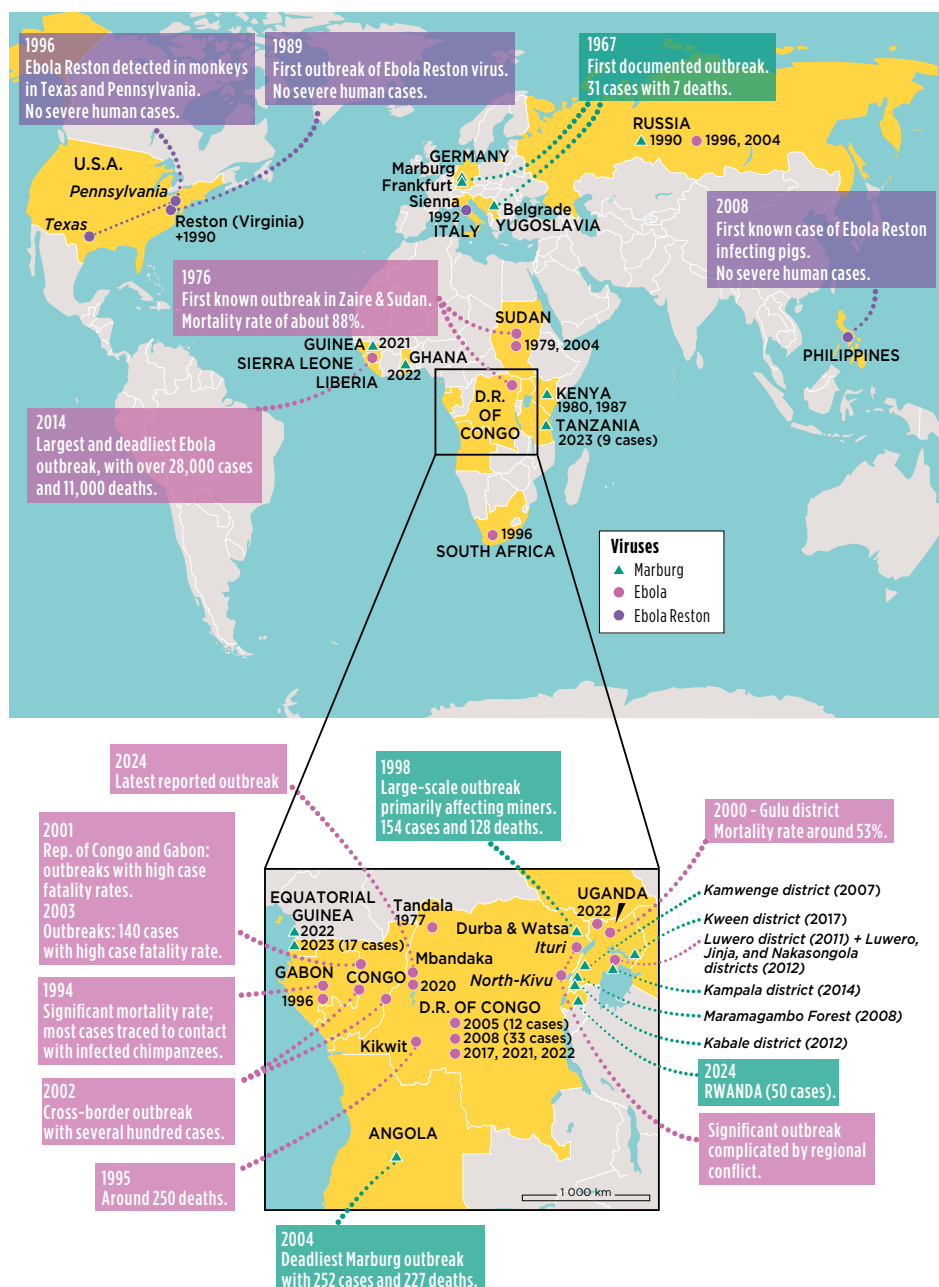 1996
Ebola Reston detected in monkeys
in Texas and Pennsylvania.
No severe human cases.
1989
First outbreak of Ebola Reston virus.
No severe human cases.
1967
First documented outbreak.
31 cases with 7 deaths.
RUSSIA
1990
1996, 2004
U.S.A.
Pennsylvania
Texas
Reston (Virginia)
+1990
GERMANY
Marburg
Frankfurt
Sienna
1992
ITALY
Belgrade
YUGOSLAVIA
2008
First known case of Ebola Reston
infecting pigs.
No severe human cases.
PHILIPPINES
1976
First known outbreak in Zaire & Sudan.
Mortality rate of about 88%.
SUDAN
1979, 2004
GUINEA
2021
SIERRA LEONE
LIBERIA
GHANA
2022
D.R.
OF
CONGO
KENYA
1980, 1987
TANZANIA
2023 (9 cases)
2014
Largest and deadliest Ebola
outbreak, with over 28,000 cases
and 11,000 deaths.
1996
SOUTH AFRICA
Viruses
Marburg
Ebola
Ebola Reston
2024
Latest reported outbreak
1998
Large-scale outbreak
primarily affecting miners.
154 cases and 128 deaths.
2000 - Gulu district
Mortality rate around 53%.
2001
Rep. of Congo and Gabon:
outbreaks with high case
fatality rates.
2003
Outbreaks: 140 cases
with high case fatality rate.
1994
Significant mortality rate;
most cases traced to contact
with infected chimpanzees.
2002
Cross-border outbreak
with several hundred cases.
1995
Around 250 deaths.
EQUATORIAL
GUINEA
2022
2023 (17 cases)
Tandala
1977
UGANDA
2022
Durba & Watsa
Ituri
North-Kivu
Mbandaka
2020
GABON
1996
CONGO
D.R. OF CONGO
2005 (12 cases)
2008 (33 cases)
2017, 2021, 2022
Kikwit
ANGOLA
1 000 km
Kamwenge district (2007)
Kween district (2017)
Luwero district (2011) + Luwero,
Jinja, and Nakasongola
districts (2012)
Kampala district (2014)
Maramagambo Forest (2008)
Kabale district (2012)
2024
RWANDA (50 cases).
Significant outbreak
complicated by regional
conflict.
2004
Deadliest Marburg outbreak
with 252 cases and 227 deaths.